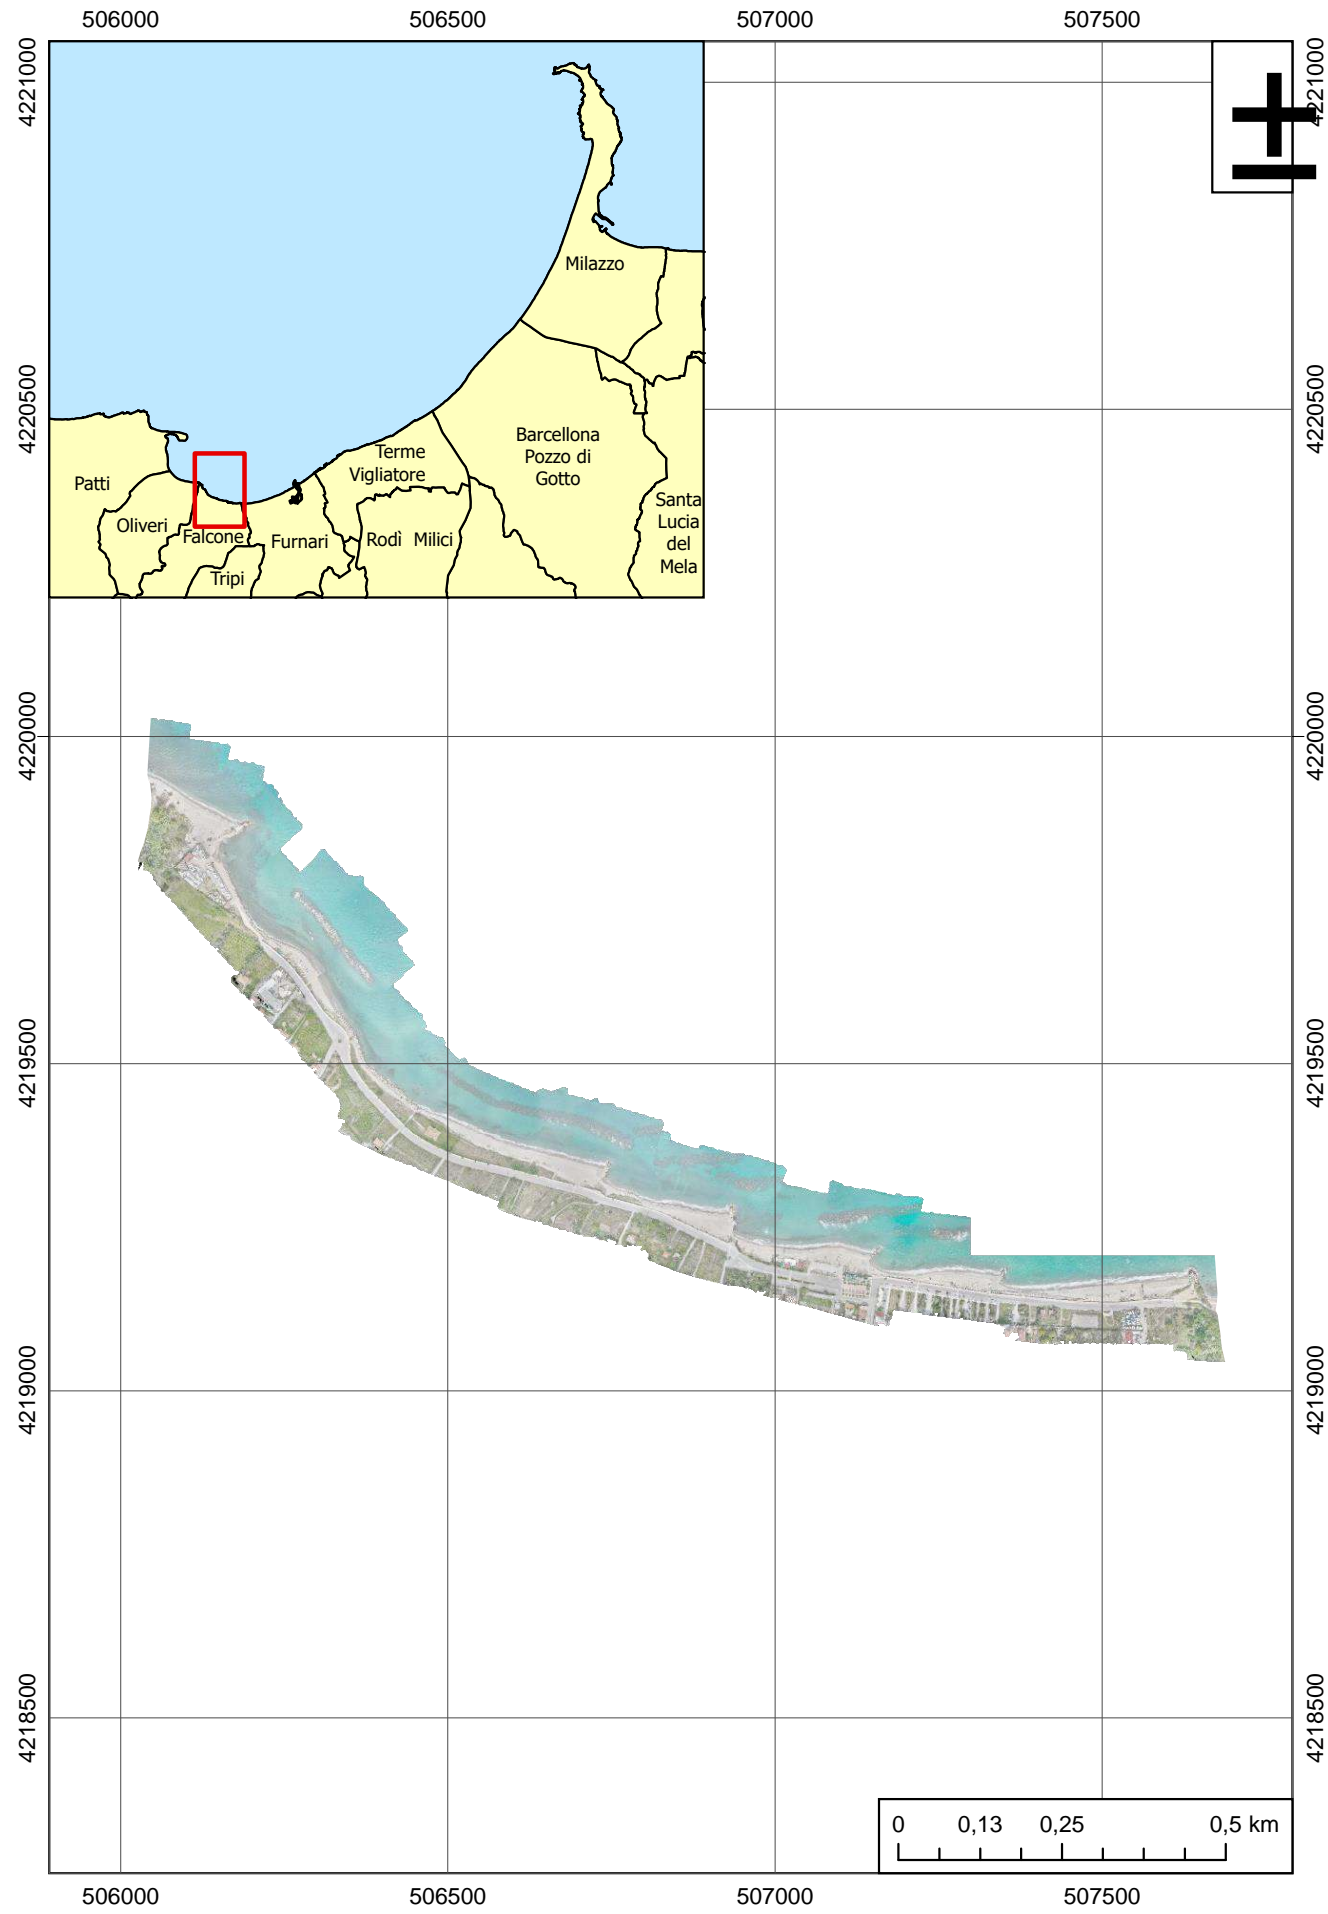 506000 506500 507000 507500
4221000
4221000
Milazzo
4220500
4220500
Terme
Vigliatore
Barcellona
Pozzo di
Gotto
Patti
Santa
Lucia
del
Mela
Oliveri
Falcone
Furnari
Rodì Milici
Tripi
4220000
4220000
4219500
4219500
4219000
4219000
4218500
4218500
0 0,13 0,25 0,5 km
506000 506500 507000 507500